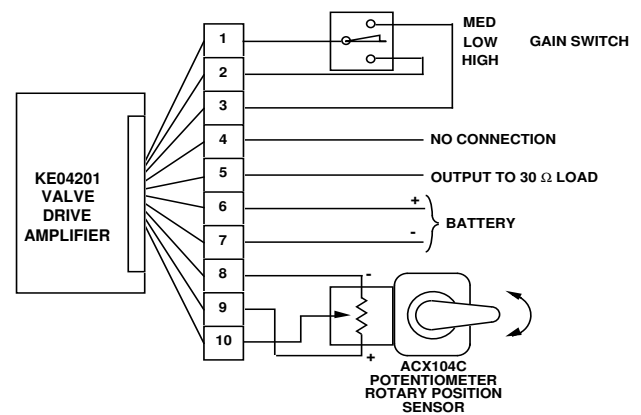 MED
LOW
HIGH
GAIN SWITCH
1
2
3
4
5
6
7
8
9
10
KE04201
VALVE
DRIVE
AMPLIFIER
NO CONNECTION
OUTPUT TO 30 Ω LOAD
+
-
BATTERY
-
+
ACX104C
POTENTIOMETER
ROTARY POSITION
SENSOR